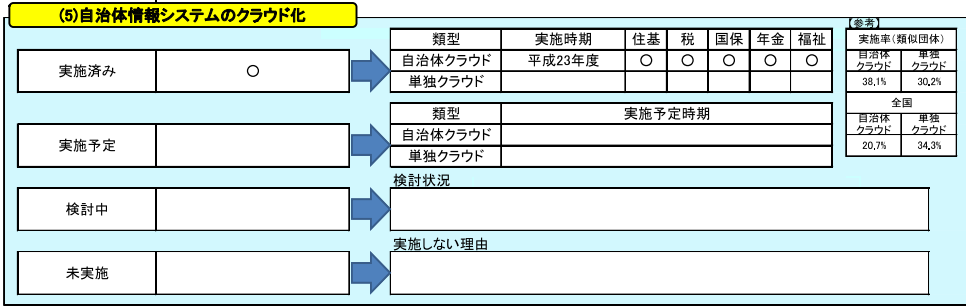 (5)自治体情報システムのクラウド化
【参考】
実施済み 〇
類型 実施時期 住基 税 国保 年金 福祉
自治体クラウド 平成23年度 〇 〇 〇 〇 〇
単独クラウド
実施率(類似団体)
自治体クラウド 単独クラウド
38.1% 30.2%
全国
自治体クラウド 単独クラウド
20.7% 34.3%
実施予定
類型 実施予定時期
自治体クラウド
単独クラウド
検討中
検討状況
未実施
実施しない理由